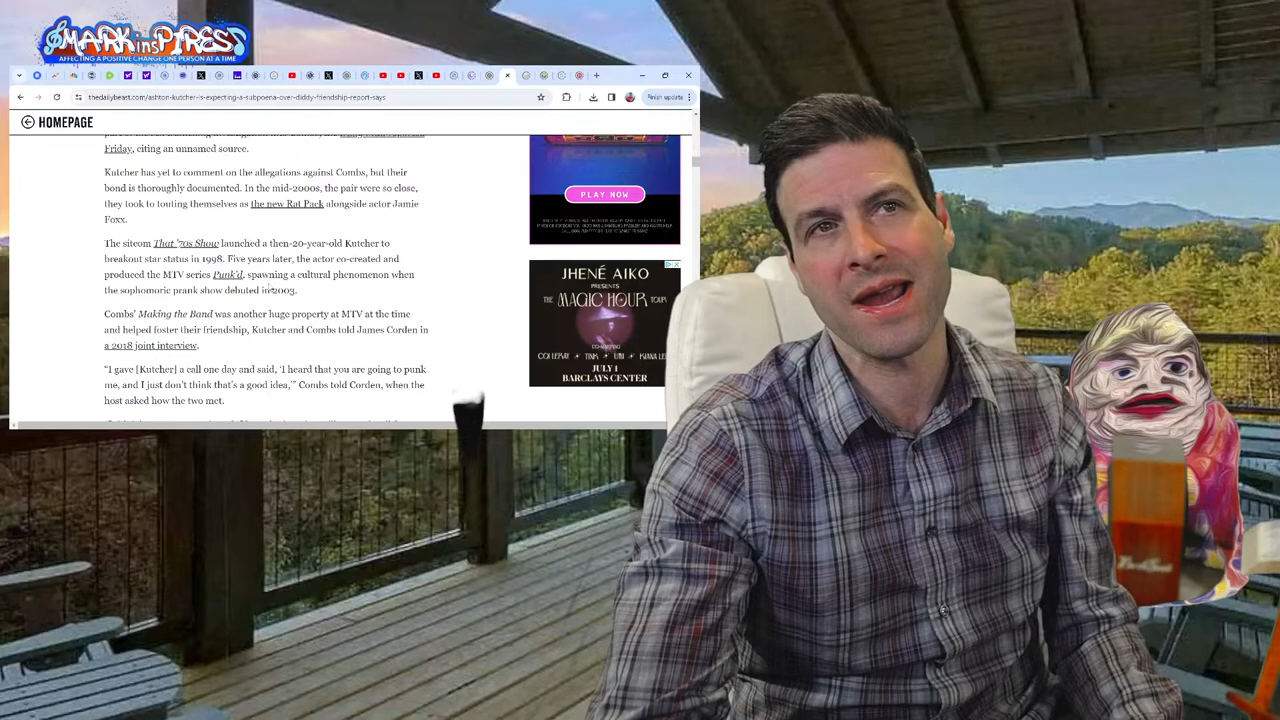 MARK insPIRES
AFFECTING A POSITIVE CHANGE ONE PERSON AT A TIME
thedailybeast.com/ashton-kutcher-is-expecting-a-subpoena-over-diddy-friendship-report-says
Finish update
HOMEPAGE
Friday, citing an unnamed source.
Kutcher has yet to comment on the allegations against Combs, but their
bond is thoroughly documented. In the mid-2000s, the pair were so close,
they took to touting themselves as the new Rat Pack alongside actor Jamie
Foxx.
The sitcom That '70s Show launched a then-20-year-old Kutcher to
breakout star status in 1998. Five years later, the actor co-created and
produced the MTV series Punk'd, spawning a cultural phenomenon when
the sophomoric prank show debuted in 2003.
Combs' Making the Band was another huge property at MTV at the time
and helped foster their friendship, Kutcher and Combs told James Corden in
a 2018 joint interview.
“I gave [Kutcher] a call one day and said, ‘I heard that you are going to punk
me, and I just don't think that's a good idea,’” Combs told Corden, when the
host asked how the two met.
PLAY NOW
JHENÉ AIKO
PRESENTS
THE MAGIC HOUR TOUR
JULY 1
BARCLAYS CENTER